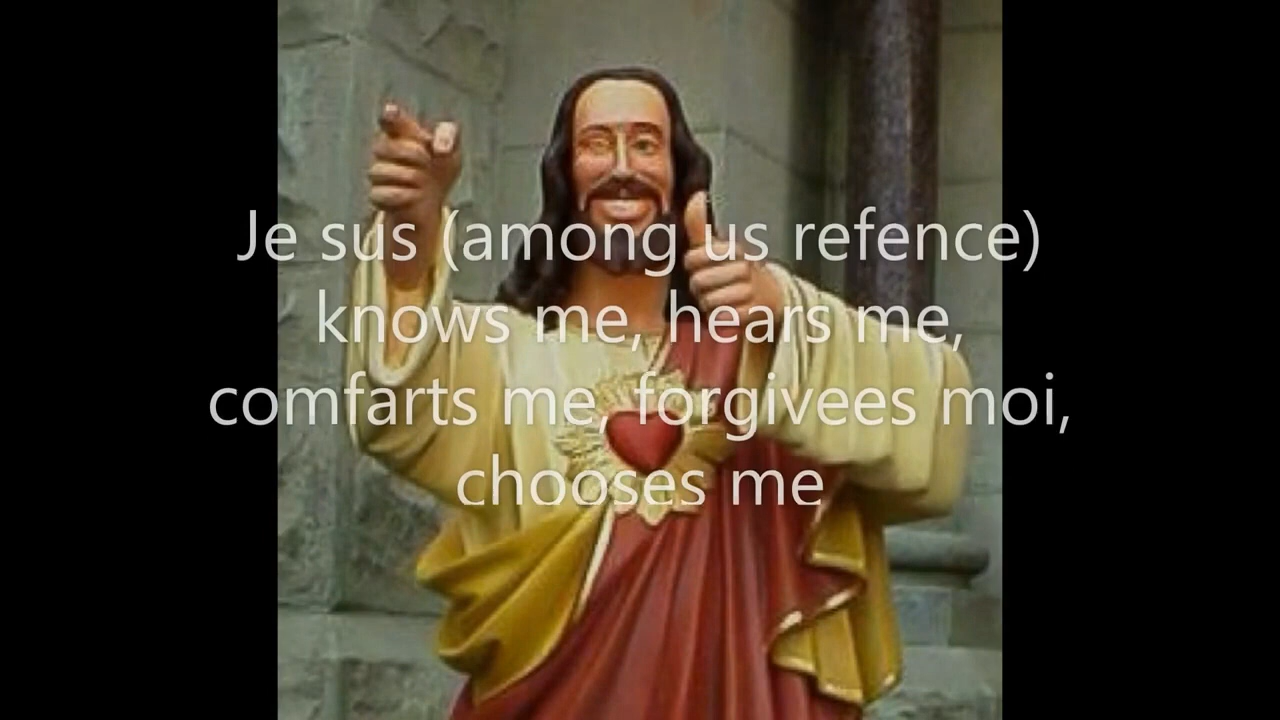 Je sus (among us refence)
knows me, hears me,
comfarts me, forgivees moi,
chooses me